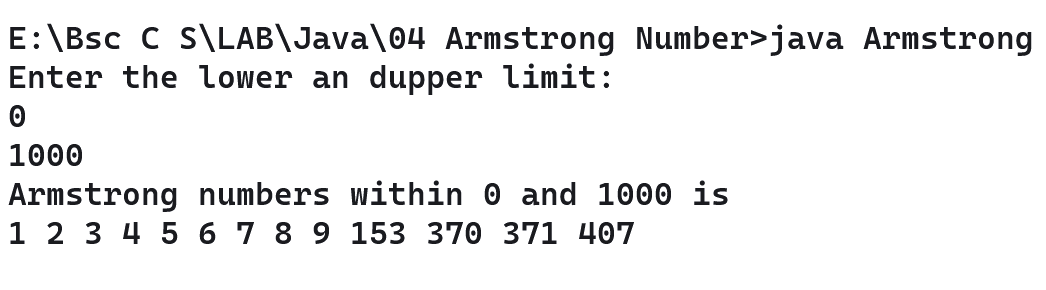 E:\Bsc C S\LAB\Java\04 Armstrong Number>java Armstrong
Enter the lower an dupper limit:
0
1000
Armstrong numbers within 0 and 1000 is
1 2 3 4 5 6 7 8 9 153 370 371 407